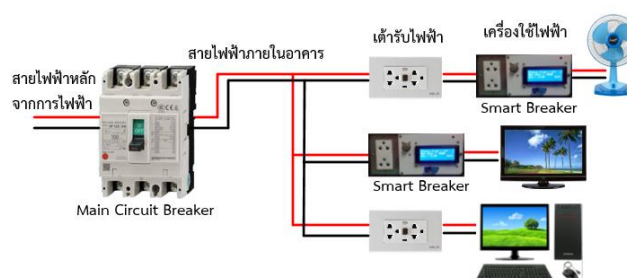 สายไฟฟ้าหลัก
จากการไฟฟ้า
สายไฟฟ้าภายในอาคาร
เต้ารับไฟฟ้า
เครื่องใช้ไฟฟ้า
Smart Breaker
Smart Breaker
Main Circuit Breaker